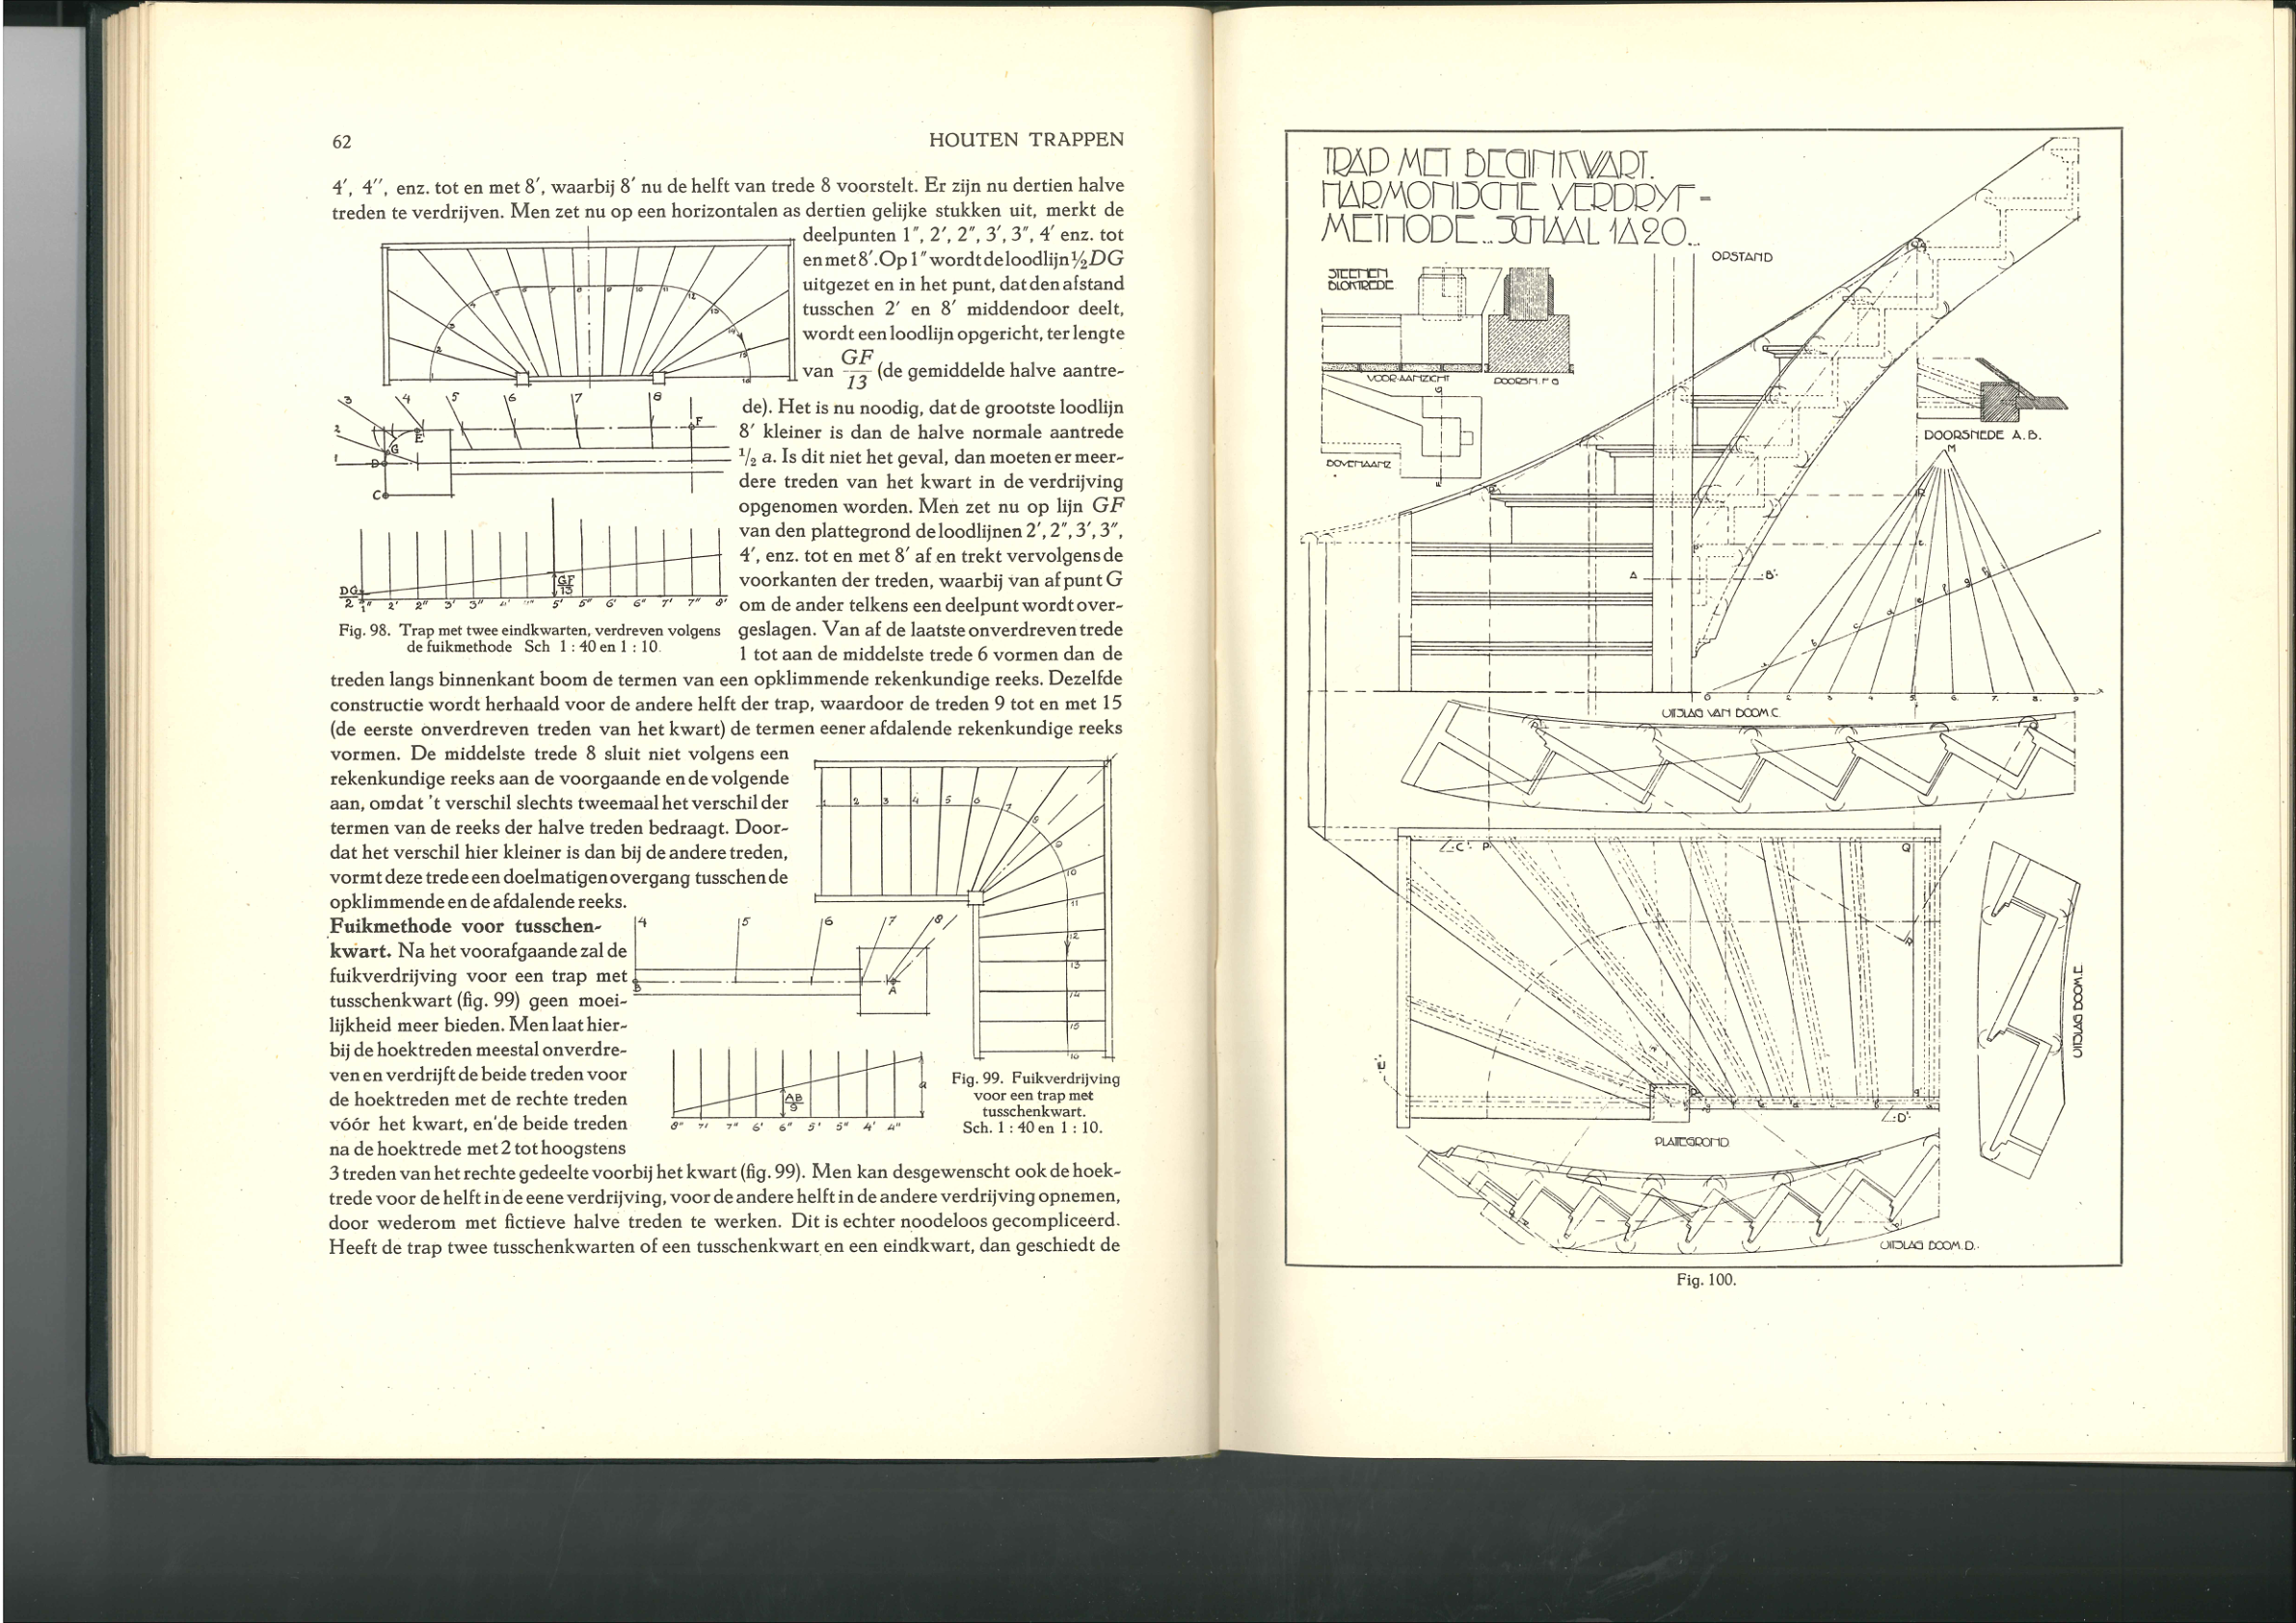 62
HOUTEN TRAPPEN
4′, 4″, enz. tot en met 8′, waarbij 8′ nu de helft van trede 8 voorstelt. Er zijn nu dertien halve
treden te verdrijven. Men zet nu op een horizontalen as dertien gelijke stukken uit, merkt de
deelpunten 1″, 2′, 2″, 3′, 3″, 4′ enz. tot
en met 8′. Op 1″ wordt de loodlijn ½ DG
uitgezet en in het punt, dat den afstand
tusschen 2′ en 8′ middendoor deelt,
wordt een loodlijn opgericht, ter lengte
van GF/13 (de gemiddelde halve aantre-
de). Het is nu noodig, dat de grootste loodlijn
8′ kleiner is dan de halve normale aantrede
½ a. Is dit niet het geval, dan moeten er meer-
dere treden van het kwart in de verdrijving
opgenomen worden. Men zet nu op lijn GF
van den plattegrond de loodlijnen 2′, 2″, 3′, 3″,
4′, enz. tot en met 8′ af en trekt vervolgens de
voorkanten der treden, waarbij van af punt G
om de ander telkens een deelpunt wordt over-
geslagen. Van af de laatste onverdreven trede
1 tot aan de middelste trede 6 vormen dan de
treden langs binnenkant boom de termen van een opklimmende rekenkundige reeks. Dezelfde
constructie wordt herhaald voor de andere helft der trap, waardoor de treden 9 tot en met 15
(de eerste onverdreven treden van het kwart) de termen eener afdalende rekenkundige reeks
vormen. De middelste trede 8 sluit niet volgens een
rekenkundige reeks aan de voorgaande en de volgende
aan, omdat 't verschil slechts tweemaal het verschil der
termen van de reeks der halve treden bedraagt. Door-
dat het verschil hier kleiner is dan bij de andere treden,
vormt deze trede een doelmatigen overgang tusschen de
opklimmende en de afdalende reeks.
Fuikmethode voor tusschen-
kwart. Na het voorafgaande zal de
fuikverdrijving voor een trap met
tusschenkwart (fig. 99) geen moei-
lijkheid meer bieden. Men laat hier-
bij de hoektreden meestal onverdre-
ven en verdrijft de beide treden voor
de hoektreden met de rechte treden
vóór het kwart, en de beide treden
na de hoektrede met 2 tot hoogstens
3 treden van het rechte gedeelte voorbij het kwart (fig. 99). Men kan desgewenscht ook de hoek-
trede voor de helft in de eene verdrijving, voor de andere helft in de andere verdrijving opnemen,
door wederom met fictieve halve treden te werken. Dit is echter noodeloos gecompliceerd.
Heeft de trap twee tusschenkwarten of een tusschenkwart en een eindkwart, dan geschiedt de
Fig. 98. Trap met twee eindkwarten, verdreven volgens
de fuikmethode Sch 1 : 40 en 1 : 10.
Fig. 99. Fuikverdrijving
voor een trap met
tusschenkwart.
Sch. 1 : 40 en 1 : 10.
TRAP MET BEGINKWART.
HARMONISCHE VERDRYF-
METHODE.. SCHAAL 1 A 20..
OPSTAND
STEENEN
BLOKTREDE
VOOR-AANZICHT
DOORSN. F G
BOVENAANZ
DOORSNEDE A.B.
UITSLAG VAN BOOM C.
UITSLAG BOOM.E.
PLATTEGROND
UITSLAG BOOM.D.
Fig. 100.